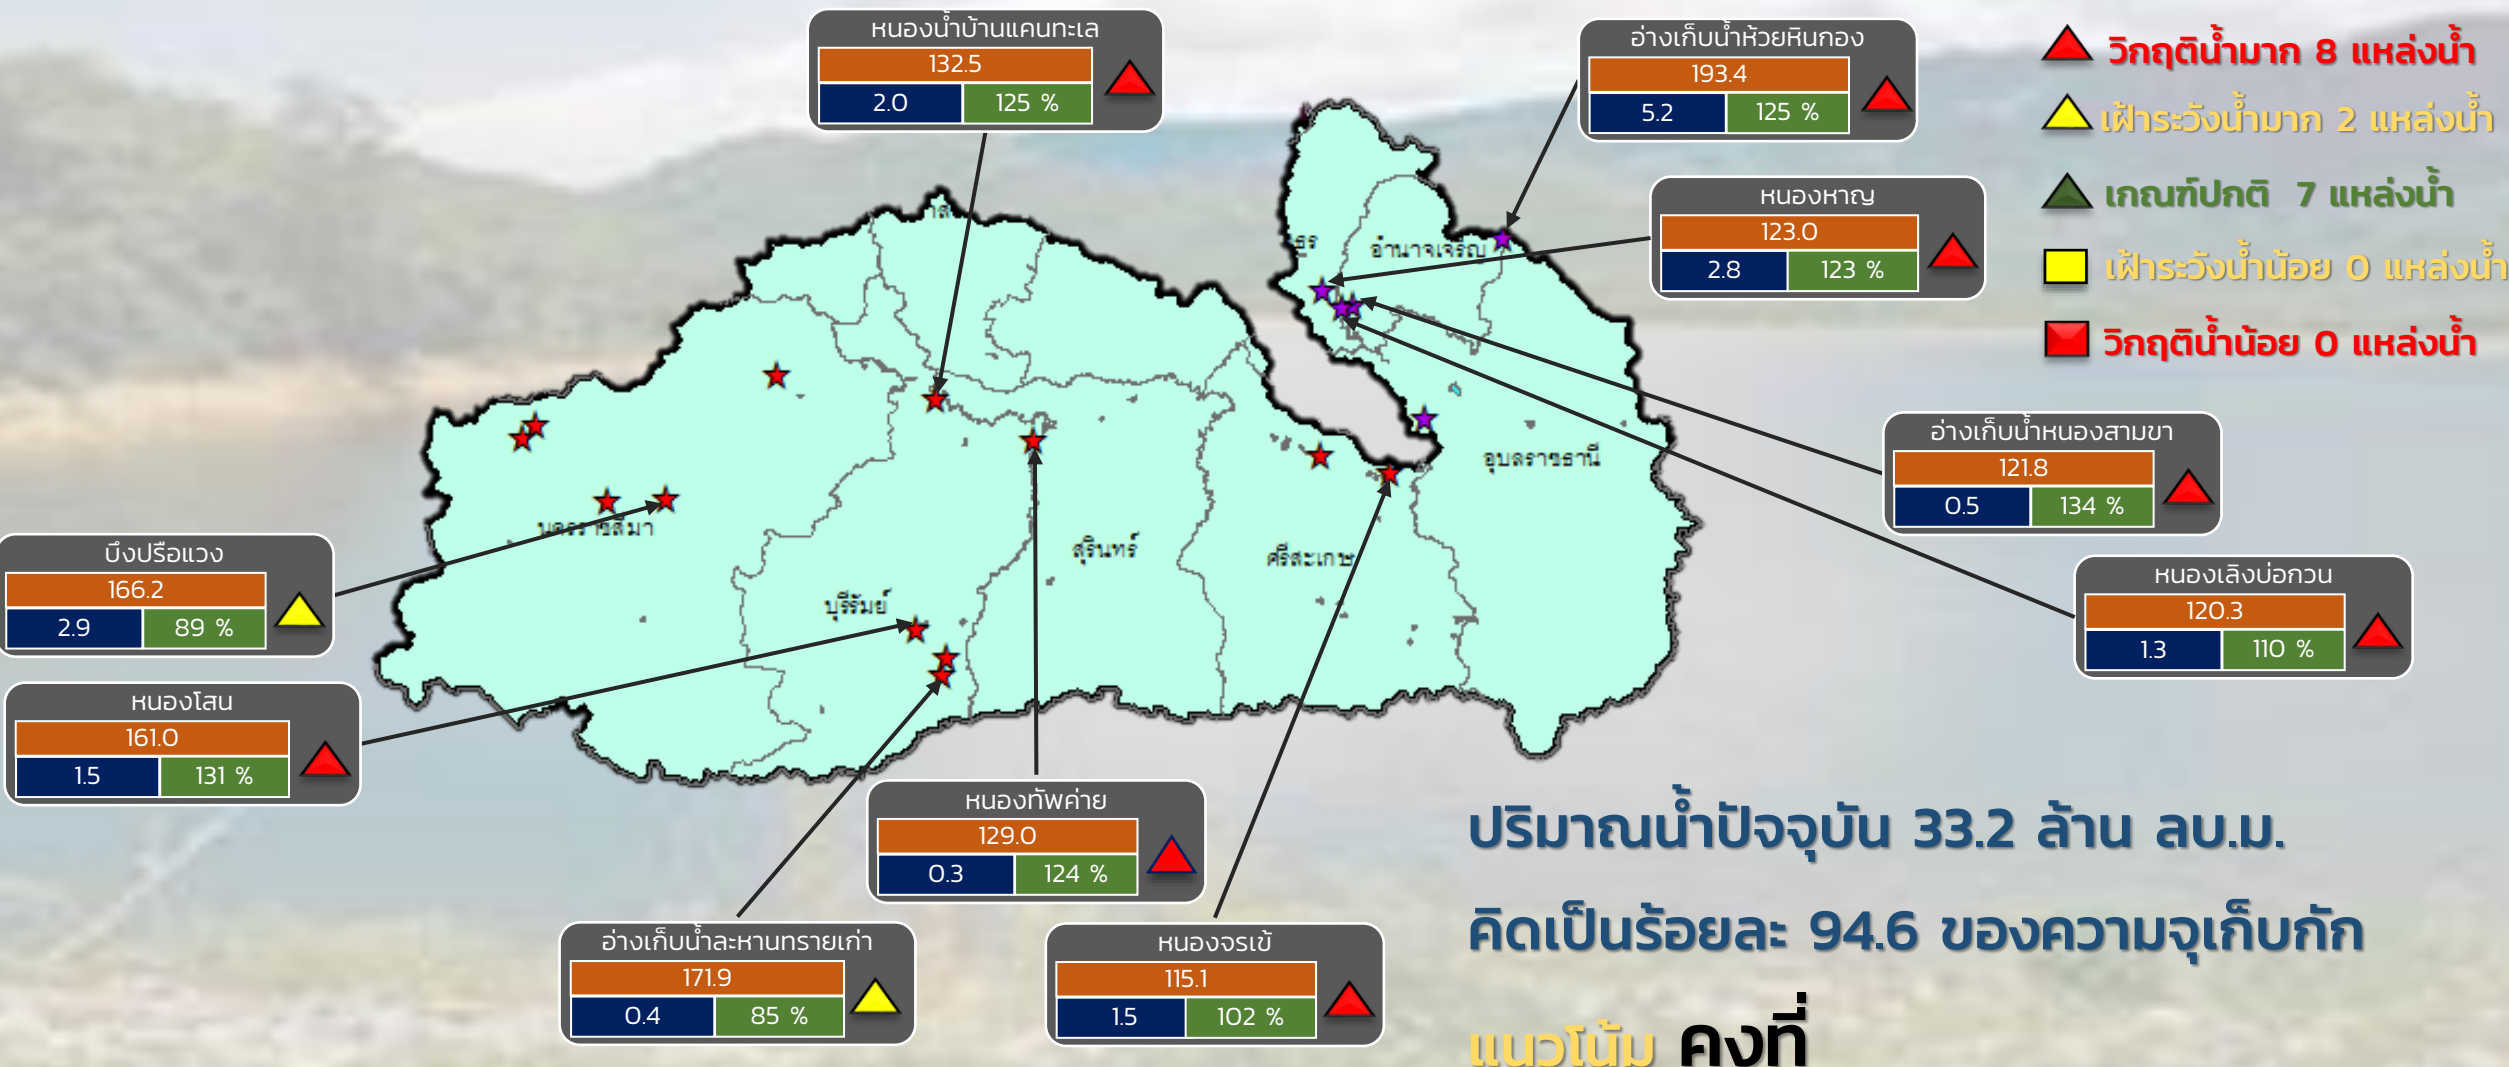 หนองน้ำบ้านแคนทะเล
132.5
2.0 125 %
อ่างเก็บน้ำห้วยหินกอง
193.4
5.2 125 %
หนองหาญ
123.0
2.8 123 %
วิกฤติน้ำมาก 8 แหล่งน้ำ
เฝ้าระวังน้ำมาก 2 แหล่งน้ำ
เกณฑ์ปกติ 7 แหล่งน้ำ
เฝ้าระวังน้ำน้อย 0 แหล่งน้ำ
วิกฤติน้ำน้อย 0 แหล่งน้ำ
อำนาจเจริญ
อุบลราชธานี
นครราชสีมา
สุรินทร์
ศรีสะเกษ
บุรีรัมย์
อ่างเก็บน้ำหนองสามขา
121.8
0.5 134 %
บึงปรือแวง
166.2
2.9 89 %
หนองเลิงบ่อกวน
120.3
1.3 110 %
หนองโสน
161.0
1.5 131 %
หนองทัพค่าย
129.0
0.3 124 %
อ่างเก็บน้ำละหานทรายเก่า
171.9
0.4 85 %
หนองจรเข้
115.1
1.5 102 %
ปริมาณน้ำปัจจุบัน 33.2 ล้าน ลบ.ม.
คิดเป็นร้อยละ 94.6 ของความจุเก็บกัก
แนวโน้ม คงที่